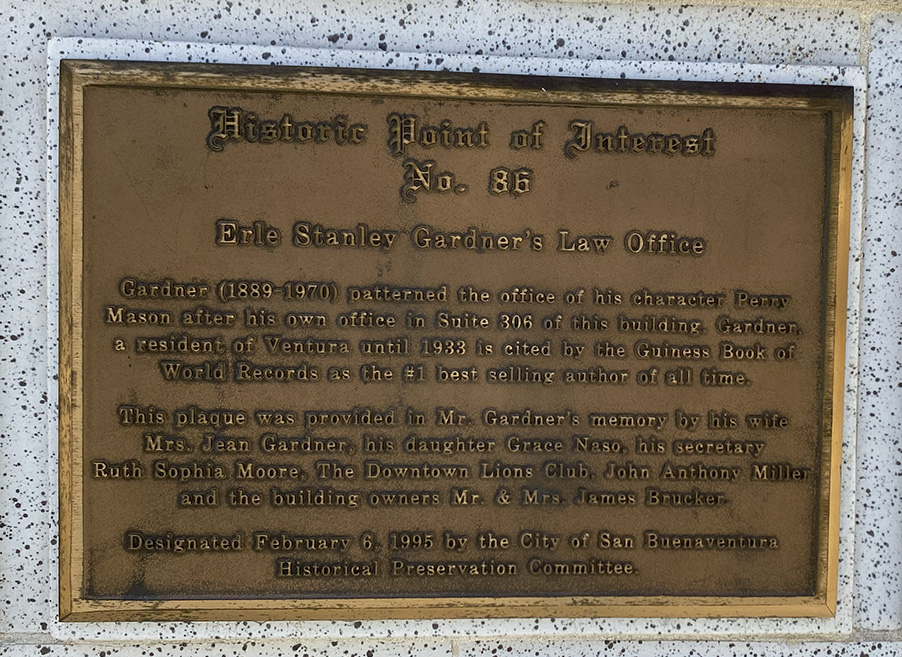 Historic Point of Interest
No. 86
Erle Stanley Gardner's Law Office
Gardner (1889-1970) patterned the office of his character Perry
Mason after his own office in Suite 306 of this building. Gardner,
a resident of Ventura until 1933 is cited by the Guiness Book of
World Records as the #1 best selling author of all time.
This plaque was provided in Mr. Gardner's memory by his wife
Mrs. Jean Gardner, his daughter Grace Naso, his secretary
Ruth Sophia Moore, The Downtown Lions Club, John Anthony Miller
and the building owners Mr. & Mrs. James Brucker.
Designated February 6, 1995 by the City of San Buenaventura
Historical Preservation Committee.